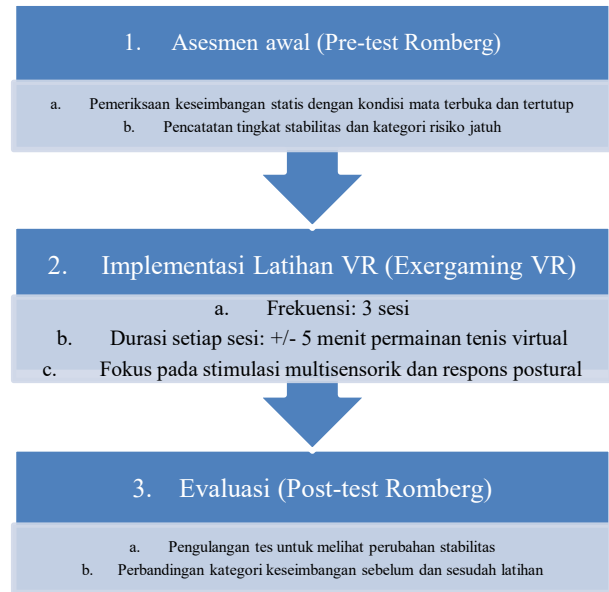 1. Asesmen awal (Pre-test Romberg)
a. Pemeriksaan keseimbangan statis dengan kondisi mata terbuka dan tertutup
b. Pencatatan tingkat stabilitas dan kategori risiko jatuh
2. Implementasi Latihan VR (Exergaming VR)
a. Frekuensi: 3 sesi
b. Durasi setiap sesi: +/- 5 menit permainan tenis virtual
c. Fokus pada stimulasi multisensorik dan respons postural
3. Evaluasi (Post-test Romberg)
a. Pengulangan tes untuk melihat perubahan stabilitas
b. Perbandingan kategori keseimbangan sebelum dan sesudah latihan